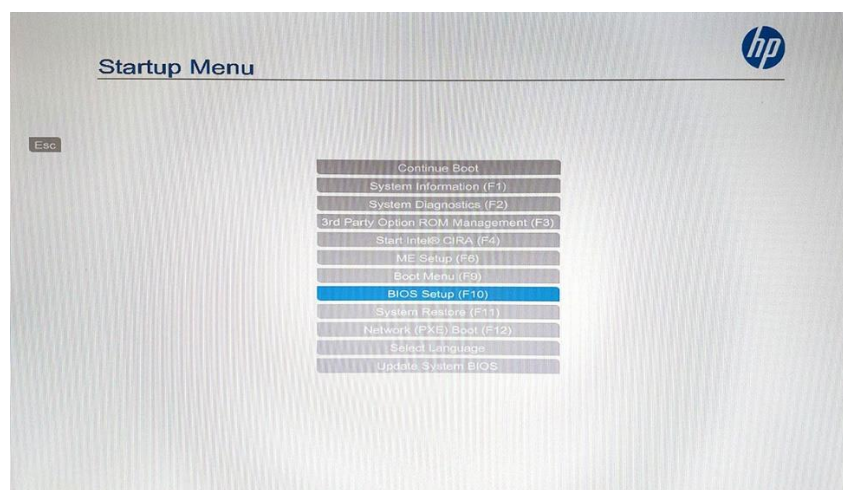 hp
Startup Menu
Esc
Continue Boot
System Information (F1)
System Diagnostics (F2)
3rd Party Option ROM Management (F3)
Start Intel® CIRA (F4)
ME Setup (F6)
Boot Menu (F9)
BIOS Setup (F10)
System Restore (F11)
Network (PXE) Boot (F12)
Select Language
Update System BIOS